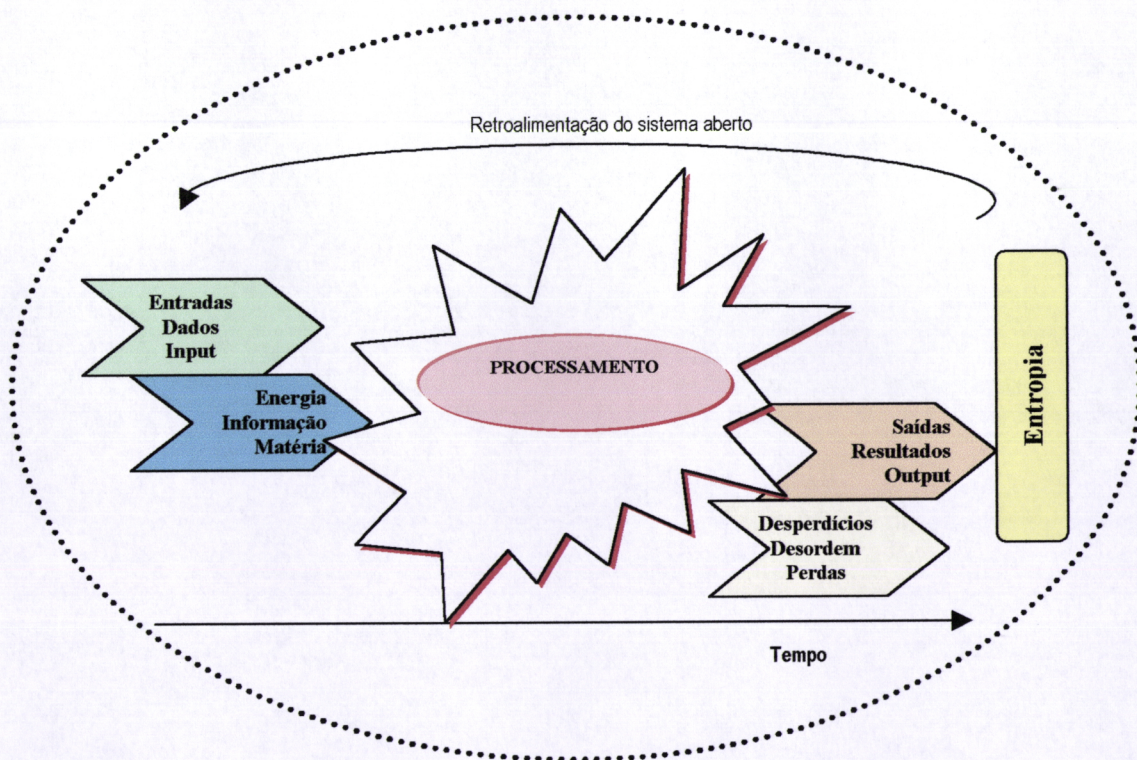 Retroalimentação do sistema aberto
Entradas
Dados
Input
Energia
Informação
Matéria
PROCESSAMENTO
Saídas
Resultados
Output
Desperdícios
Desordem
Perdas
Entropia
Tempo